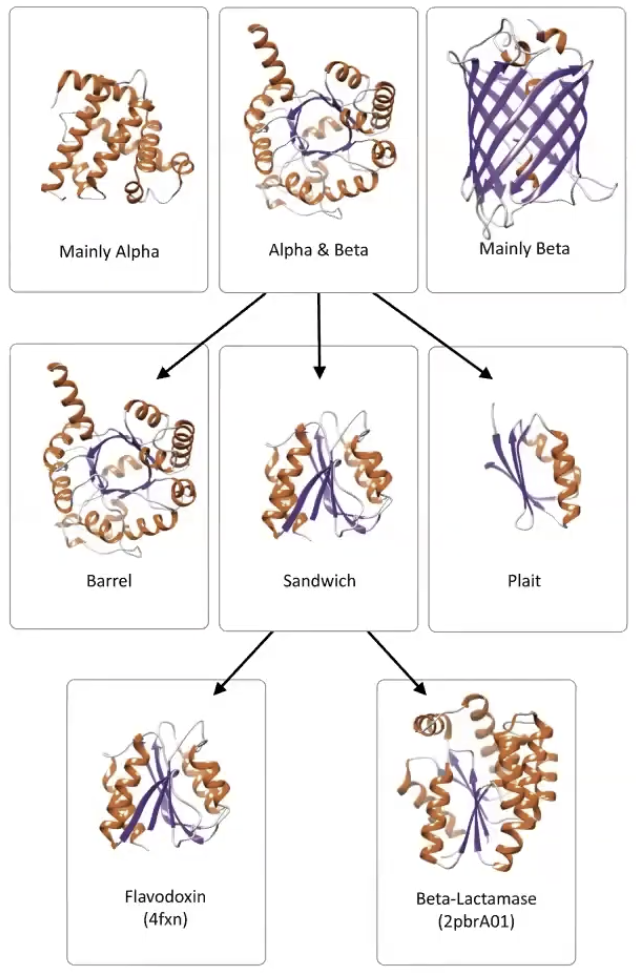 Mainly Alpha
Alpha & Beta
Mainly Beta
Barrel
Sandwich
Plait
Flavodoxin
(4fxn)
Beta-Lactamase
(2pbrA01)